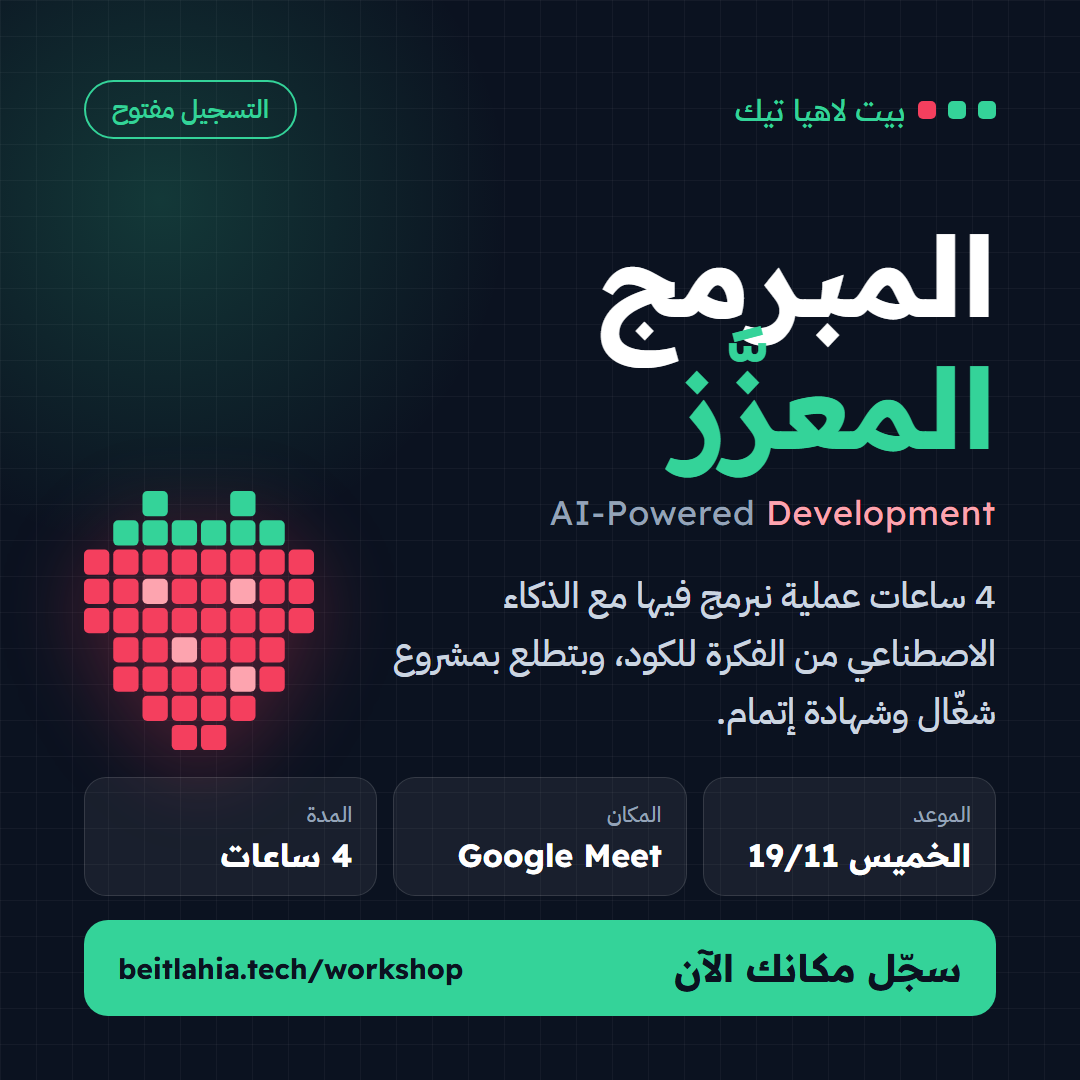 بيت لاهيا تيك
التسجيل مفتوح
المبرمج
المعزَّز
AI-Powered Development
4 ساعات عملية نبرمج فيها مع الذكاء
الاصطناعي من الفكرة للكود، وبتطلع بمشروع
شغّال وشهادة إتمام.
الموعد
الخميس 19/11
المكان
Google Meet
المدة
4 ساعات
سجّل مكانك الآن
beitlahia.tech/workshop